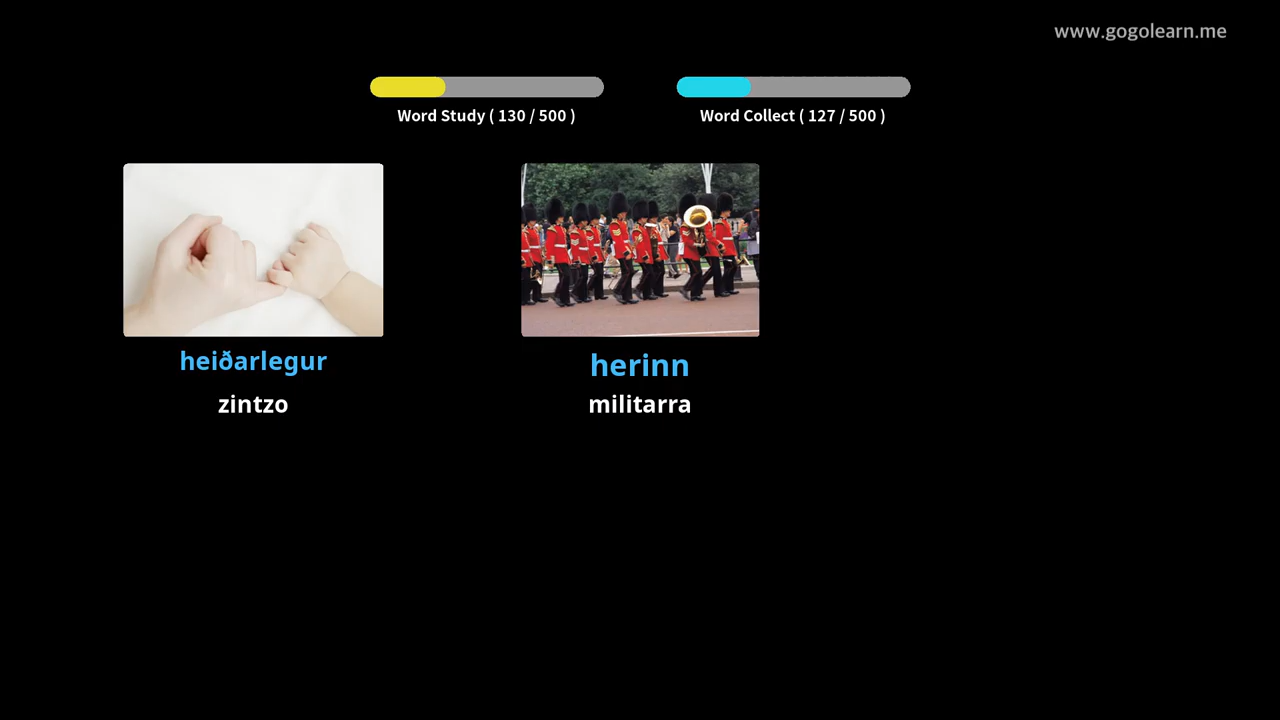 www.gogolearn.me
Word Study ( 130 / 500 )
Word Collect ( 127 / 500 )
heiðarlegur
zintzo
herinn
militarra